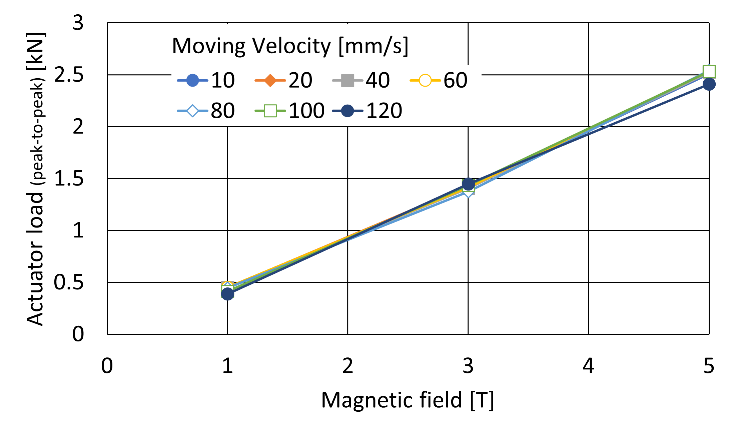 3
2.5
2
1.5
1
0.5
0
Actuator load (peak-to-peak) [kN]
Moving Velocity [mm/s]
10 20 40 60
80 100 120
0 1 2 3 4 5
Magnetic field [T]